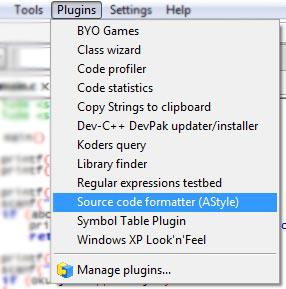 Tools Plugins Settings Help
BYO Games
Class wizard
Code profiler
Code statistics
Copy Strings to clipboard
Dev-C++ DevPak updater/installer
Koders query
Library finder
Regular expressions testbed
Source code formatter (AStyle)
Symbol Table Plugin
Windows XP Look'n'Feel
Manage plugins...